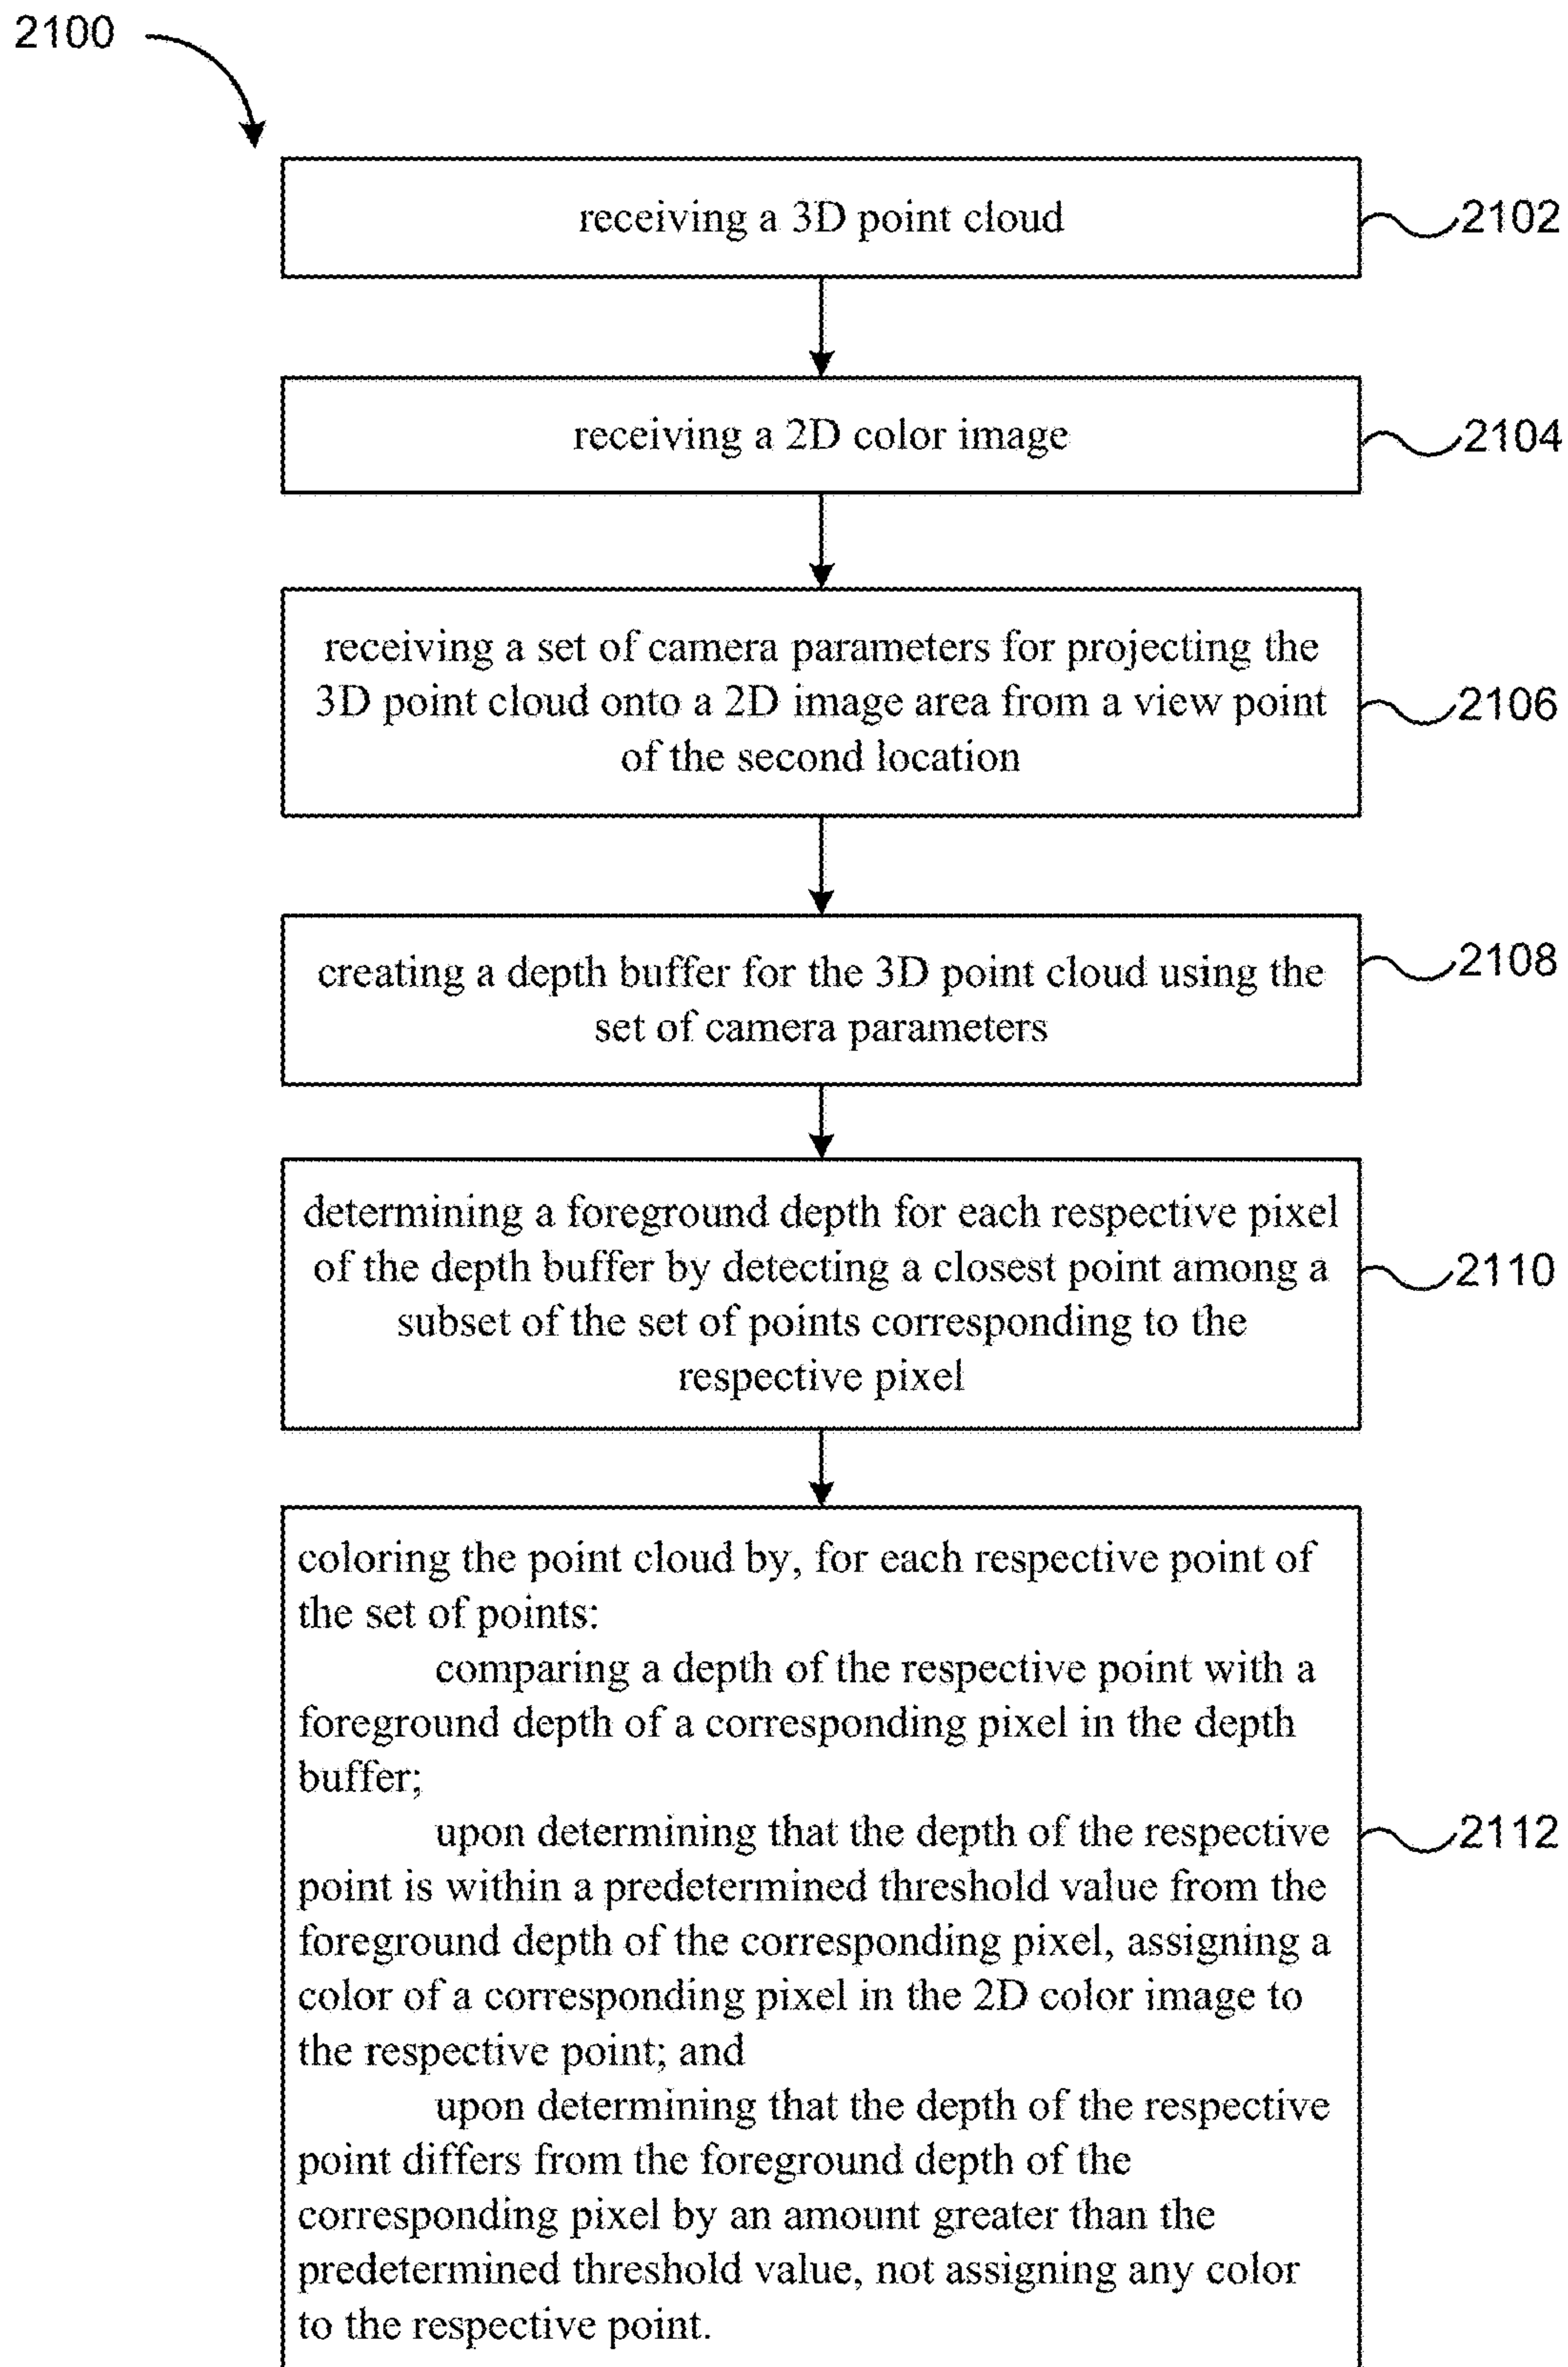 2100
receiving a 3D point cloud
2102
receiving a 2D color image
2104
receiving a set of camera parameters for projecting the
3D point cloud onto a 2D image area from a view point
of the second location
2106
creating a depth buffer for the 3D point cloud using the
set of camera parameters
2108
determining a foreground depth for each respective pixel
of the depth buffer by detecting a closest point among a
subset of the set of points corresponding to the
respective pixel
2110
coloring the point cloud by, for each respective point of
the set of points:
comparing a depth of the respective point with a
foreground depth of a corresponding pixel in the depth
buffer;
upon determining that the depth of the respective
point is within a predetermined threshold value from the
foreground depth of the corresponding pixel, assigning a
color of a corresponding pixel in the 2D color image to
the respective point; and
upon determining that the depth of the respective
point differs from the foreground depth of the
corresponding pixel by an amount greater than the
predetermined threshold value, not assigning any color
to the respective point.
2112